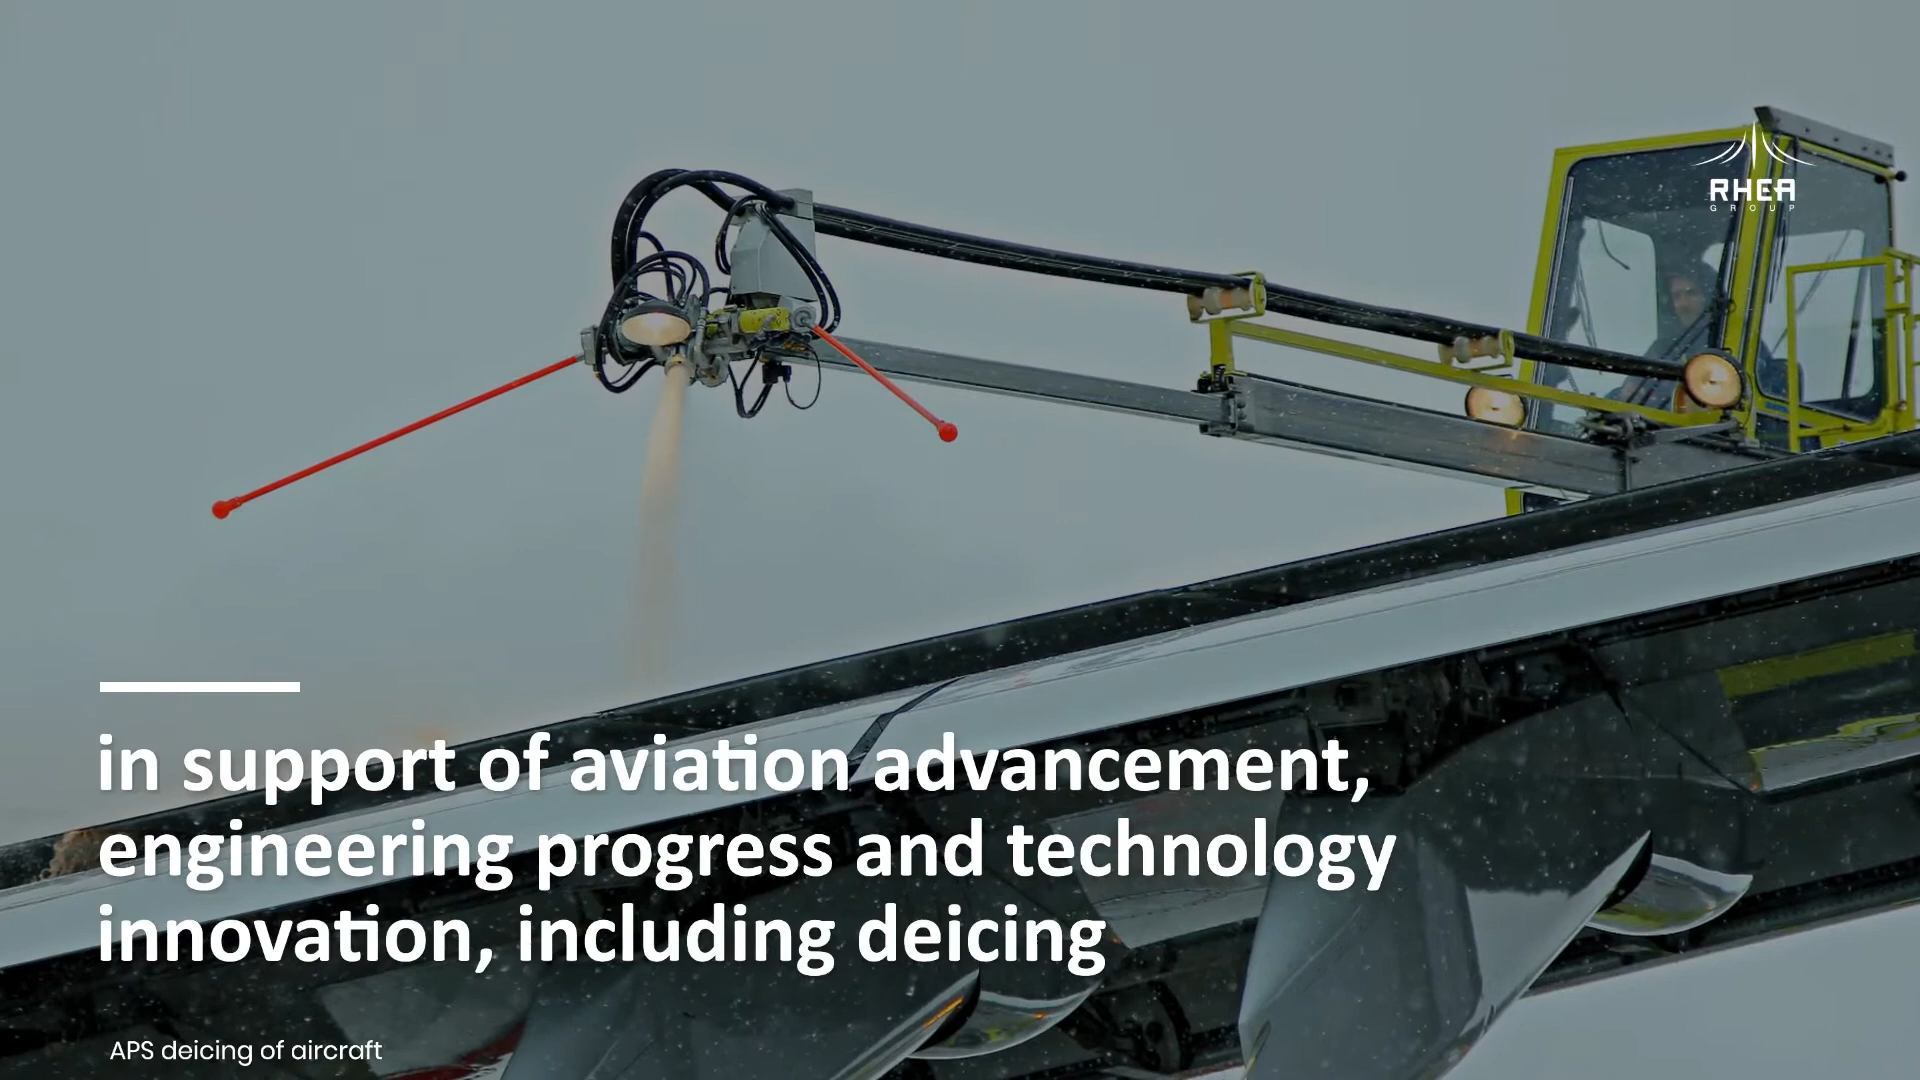 RHEA
GROUP
in support of aviation advancement,
engineering progress and technology
innovation, including deicing
APS deicing of aircraft